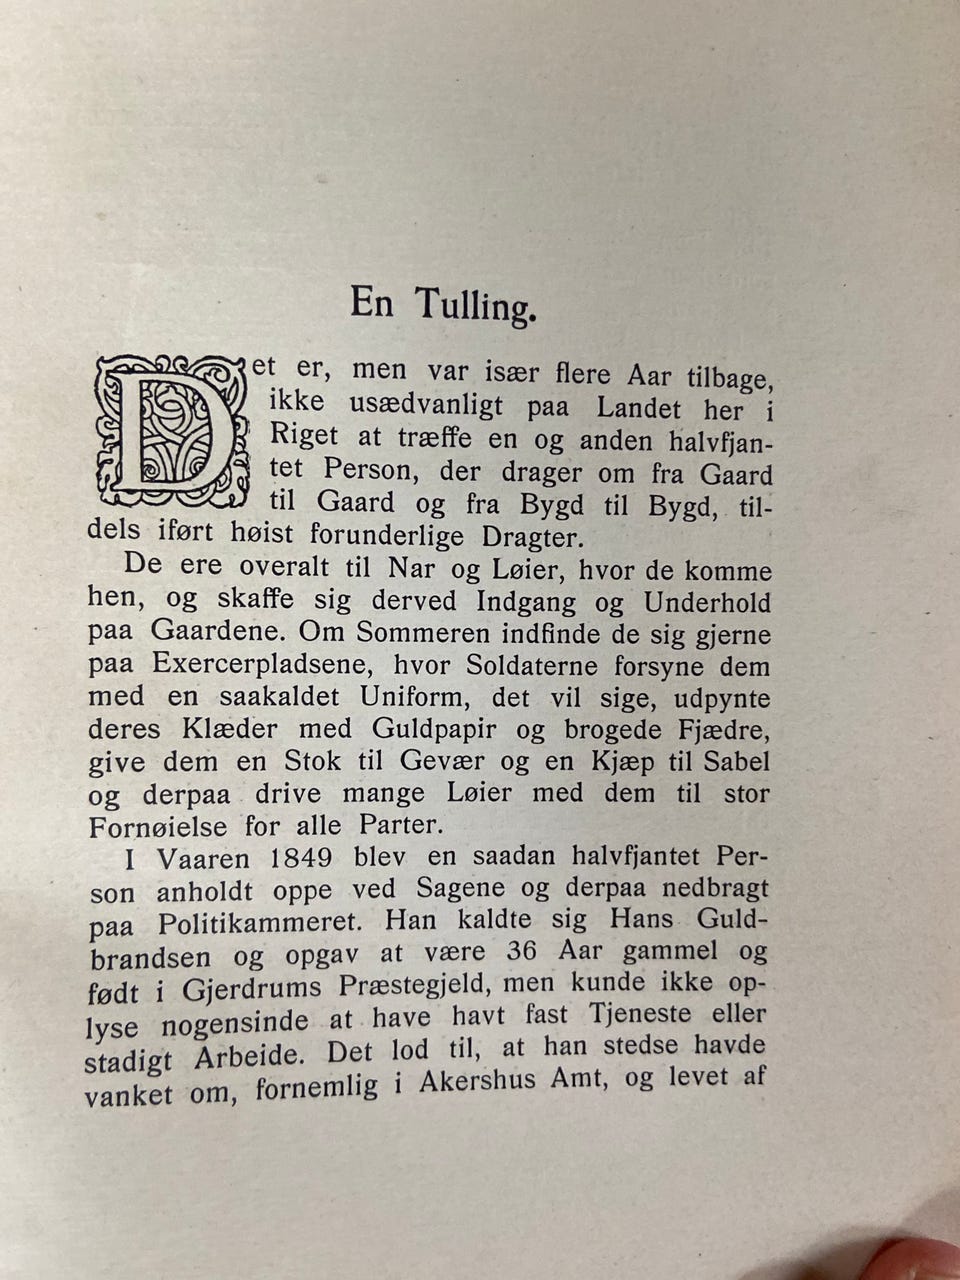 En Tulling.
Det er, men var især flere Aar tilbage,
ikke usædvanligt paa Landet her i
Riget at træffe en og anden halvfjan-
tet Person, der drager om fra Gaard
til Gaard og fra Bygd til Bygd, til-
dels iført høist forunderlige Dragter.
De ere overalt til Nar og Løier, hvor de komme
hen, og skaffe sig derved Indgang og Underhold
paa Gaardene. Om Sommeren indfinde de sig gjerne
paa Exercerpladsene, hvor Soldaterne forsyne dem
med en saakaldet Uniform, det vil sige, udpynte
deres Klæder med Guldpapir og brogede Fjædre,
give dem en Stok til Gevær og en Kjæp til Sabel
og derpaa drive mange Løier med dem til stor
Fornøielse for alle Parter.
I Vaaren 1849 blev en saadan halvfjantet Per-
son anholdt oppe ved Sagene og derpaa nedbragt
paa Politikammeret. Han kaldte sig Hans Guld-
brandsen og opgav at være 36 Aar gammel og
født i Gjerdrums Præstegjeld, men kunde ikke op-
lyse nogensinde at have havt fast Tjeneste eller
stadigt Arbeide. Det lod til, at han stedse havde
vanket om, fornemlig i Akershus Amt, og levet af